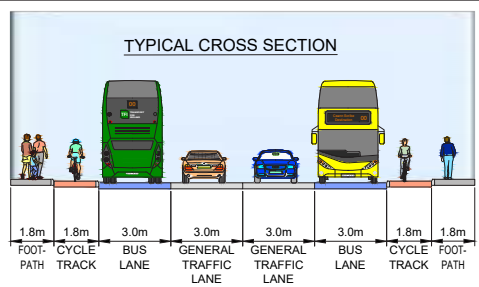 TYPICAL CROSS SECTION
1.8m 1.8m 3.0m 3.0m 3.0m 3.0m 1.8m 1.8m
FOOT- CYCLE BUS GENERAL GENERAL BUS CYCLE FOOT-
PATH TRACK LANE TRAFFIC TRAFFIC LANE TRACK PATH
LANE LANE